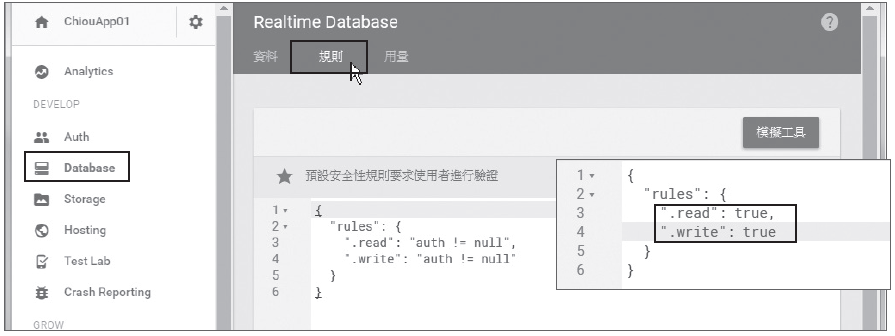 ChiouApp01
Analytics
DEVELOP
Auth
Database
Storage
Hosting
Test Lab
Crash Reporting
GROW
Realtime Database
資料 規則 用量
模擬工具
預設安全性規則要求使用者進行驗證
1 {
2 "rules": {
3 ".read": "auth != null",
4 ".write": "auth != null"
5 }
6 }
1 {
2 "rules": {
3 ".read": true,
4 ".write": true
5 }
6 }